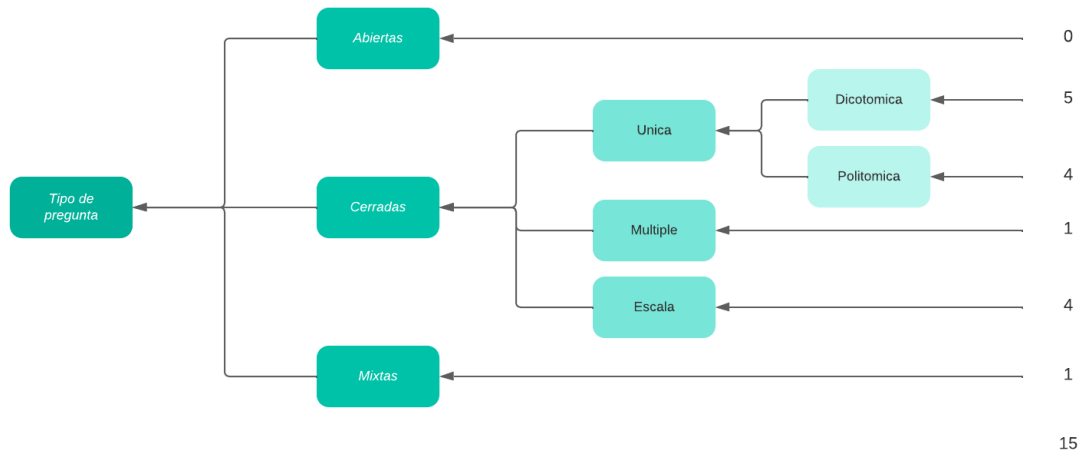 Abiertas
0
Dicotomica
5
Unica
Politomica
4
Tipo de
pregunta
Cerradas
Multiple
1
Escala
4
Mixtas
1
15